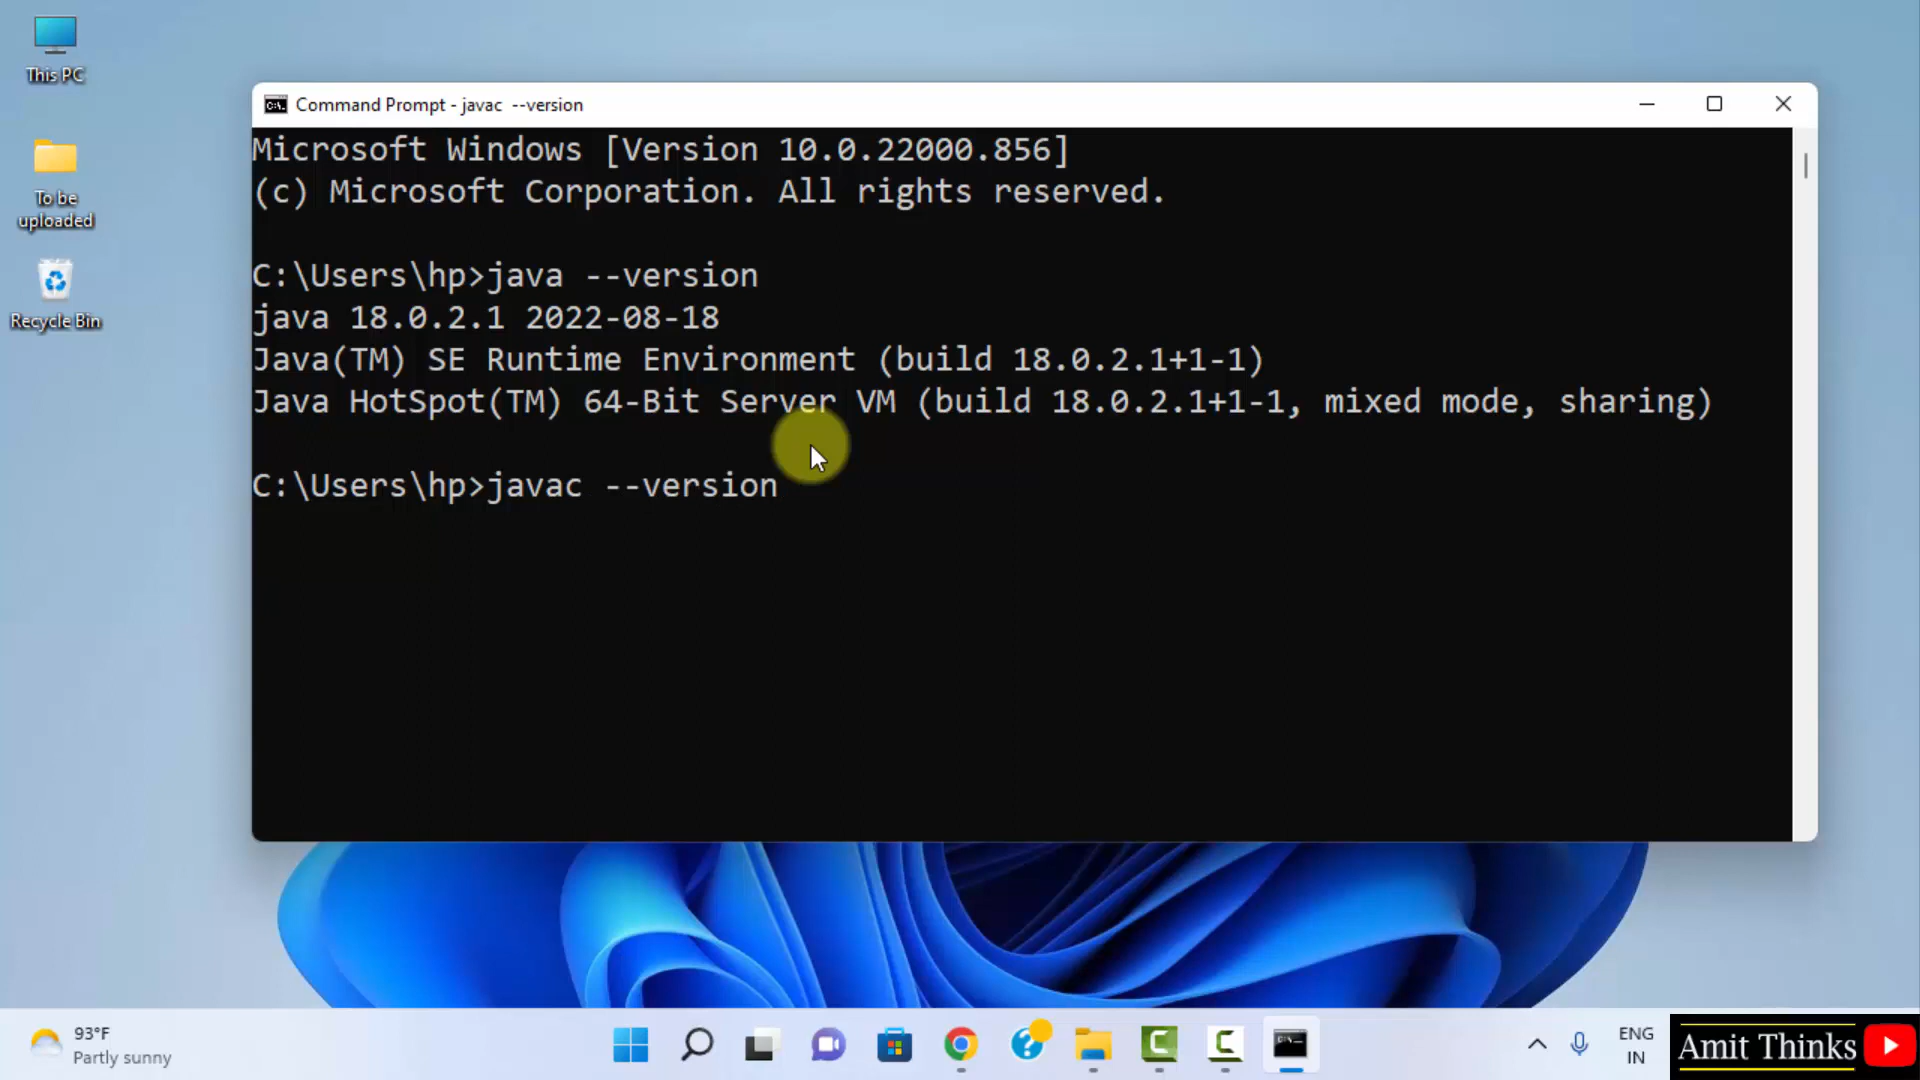 This PC
To be
uploaded
Recycle Bin
Command Prompt - javac --version
Microsoft Windows [Version 10.0.22000.856]
(c) Microsoft Corporation. All rights reserved.
C:\Users\hp>java --version
java 18.0.2.1 2022-08-18
Java(TM) SE Runtime Environment (build 18.0.2.1+1-1)
Java HotSpot(TM) 64-Bit Server VM (build 18.0.2.1+1-1, mixed mode, sharing)
C:\Users\hp>javac --version
93°F
Partly sunny
ENG
IN
Amit Thinks